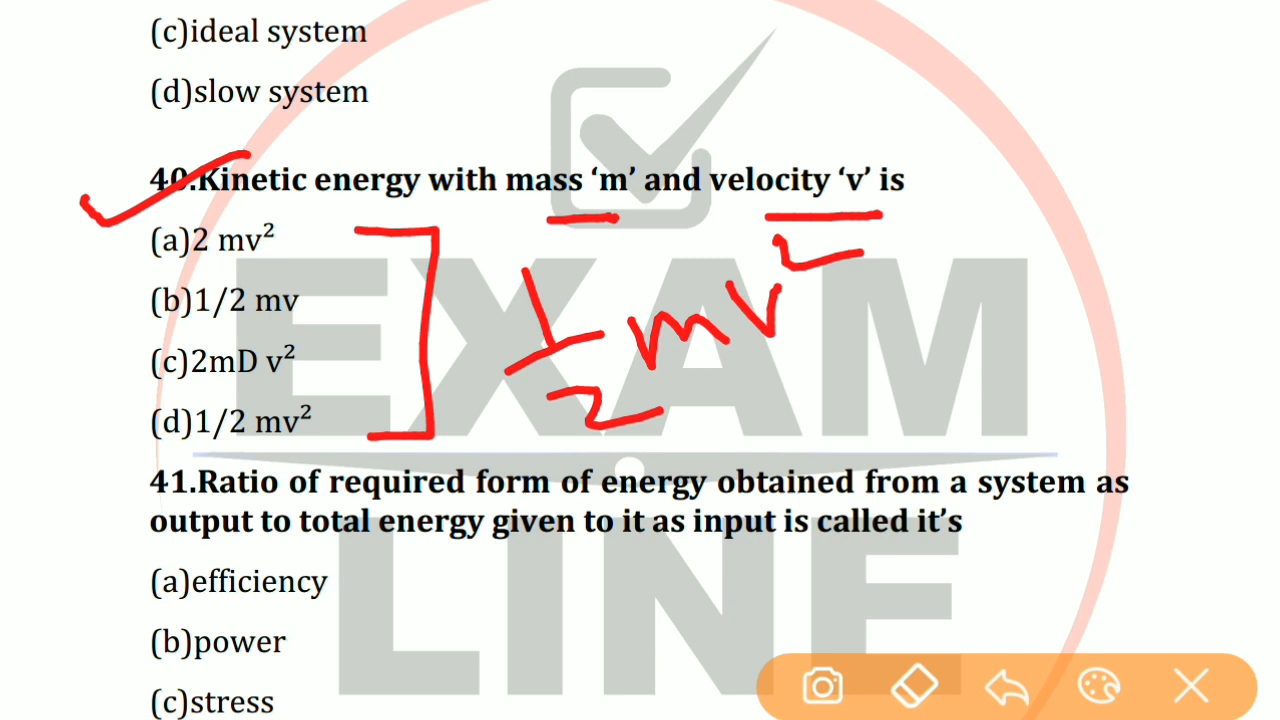 (c)ideal system
(d)slow system
40.Kinetic energy with mass ‘m’ and velocity ‘v’ is
(a)2 mv²
(b)1/2 mv
(c)2mD v²
(d)1/2 mv²
1/2 mv²
41.Ratio of required form of energy obtained from a system as
output to total energy given to it as input is called it’s
(a)efficiency
(b)power
(c)stress
EXAM
LINE